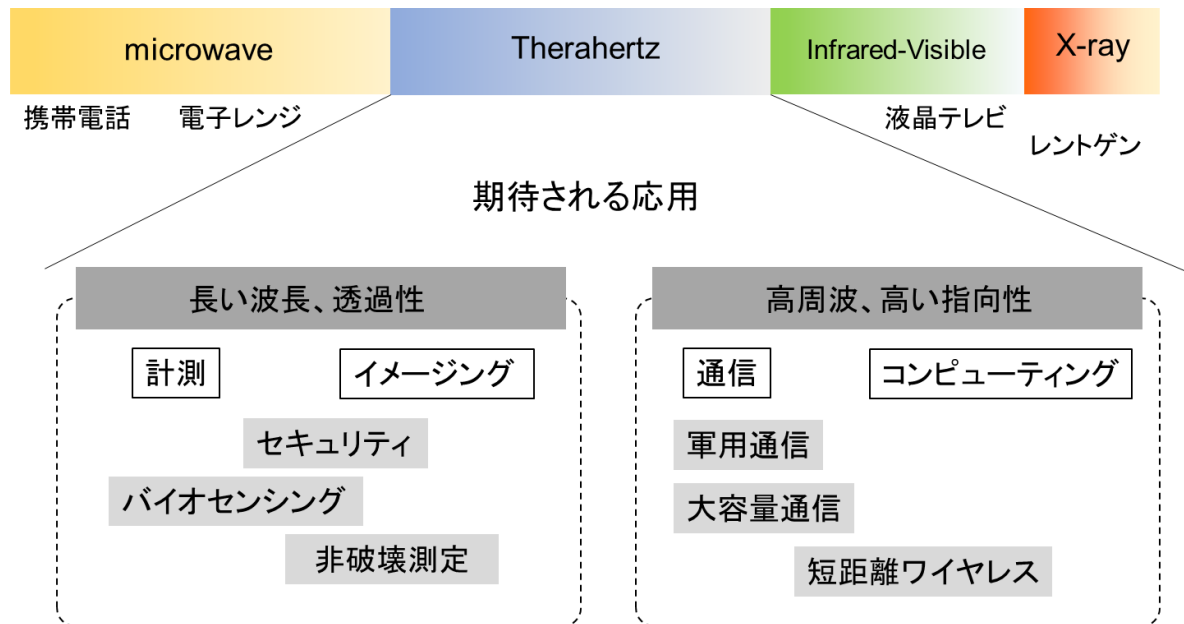 microwave
Therahertz
Infrared-Visible
X-ray
携帯電話
電子レンジ
液晶テレビ
レントゲン
期待される応用
長い波長、透過性
計測
イメージング
セキュリティ
バイオセンシング
非破壊測定
高周波、高い指向性
通信
コンピューティング
軍用通信
大容量通信
短距離ワイヤレス